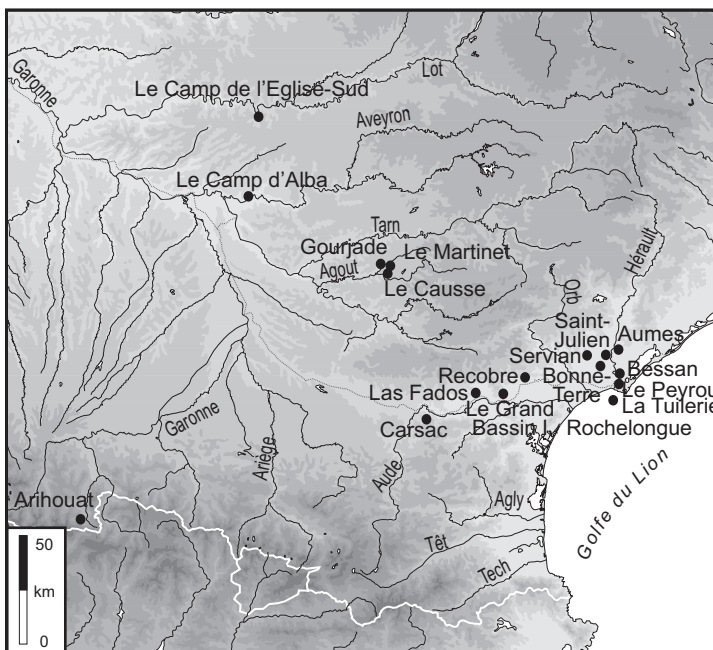 Garonne
Lot
Le Camp de l'Eglise-Sud
Aveyron
Le Camp d'Alba
Tarn
Gourjade
Le Martinet
Agout
Le Causse
Hérault
Orb
Saint-
Julien
Aumes
Servian
Bessan
Recobre
Bonne-
Terre
Le Peyrou
Las Fados
La Tuilerie
Le Grand
Bassin I
Rochelongue
Carsac
Garonne
Ariège
Aude
Golfe du Lion
Arihouat
Agly
Têt
Tech
50
km
0